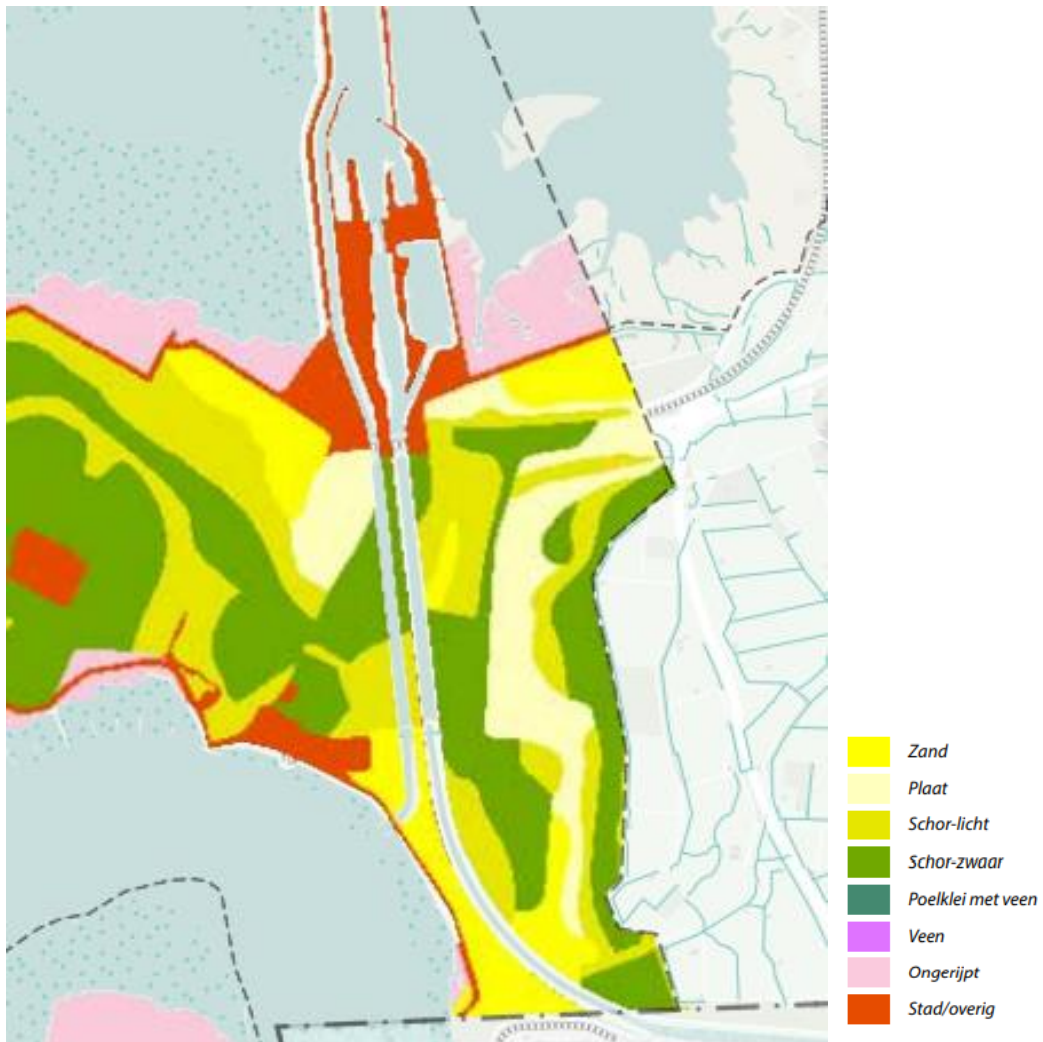 Zand
Plaat
Schor-licht
Schor-zwaar
Poelklei met veen
Veen
Ongerijpt
Stad/overig